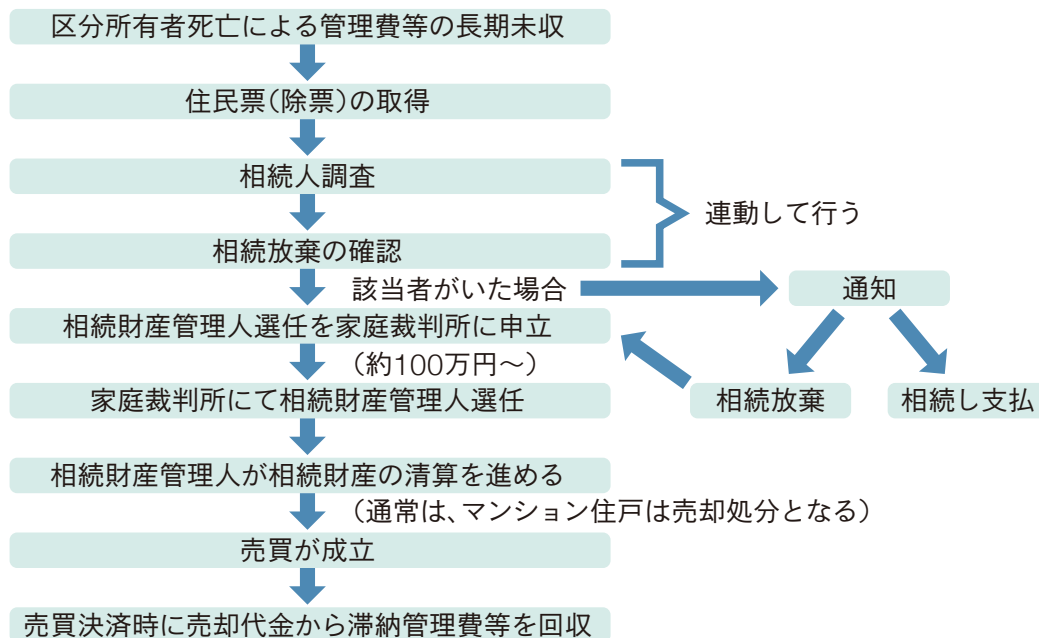 区分所有者死亡による管理費等の長期未収
住民票(除票)の取得
相続人調査
連動して行う
相続放棄の確認
該当者がいた場合
通知
相続財産管理人選任を家庭裁判所に申立
(約100万円〜)
家庭裁判所にて相続財産管理人選任
相続放棄
相続し支払
相続財産管理人が相続財産の清算を進める
(通常は、マンション住戸は売却処分となる)
売買が成立
売買決済時に売却代金から滞納管理費等を回収